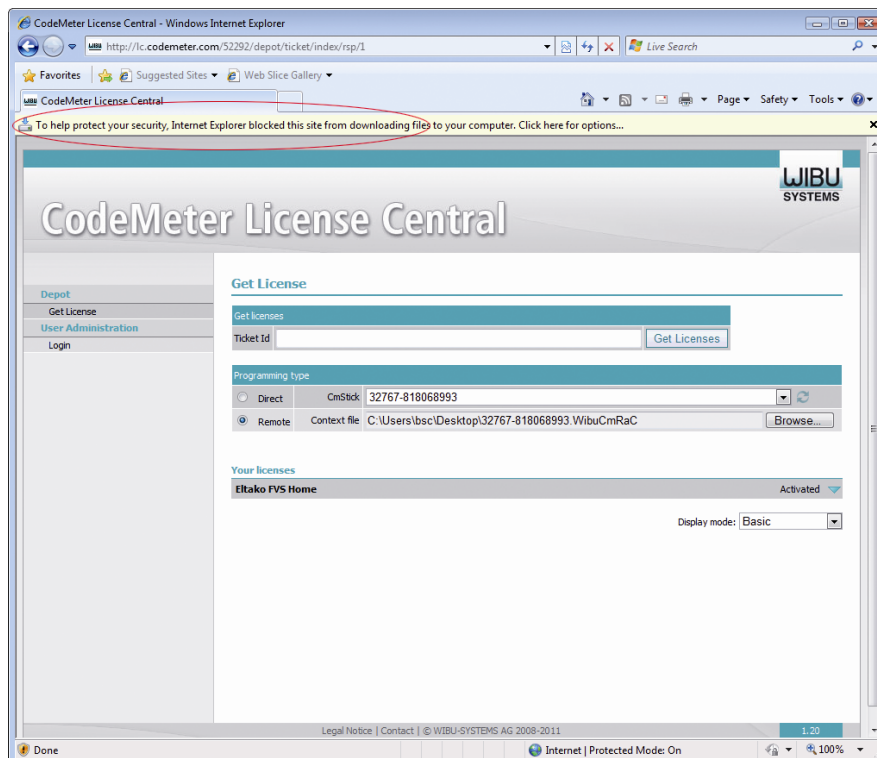 CodeMeter License Central - Windows Internet Explorer
http://lc.codemeter.com/52292/depot/ticket/index/rsp/1
Live Search
Favorites Suggested Sites Web Slice Gallery
WIBU CodeMeter License Central
Page Safety Tools
To help protect your security, Internet Explorer blocked this site from downloading files to your computer. Click here for options...
WIBU
SYSTEMS
CodeMeter License Central
Depot
Get License
User Administration
Login
Get License
Get licenses
Ticket Id Get Licenses
Programming type
Direct CmStick 32767-818068993
Remote Context file C:\Users\bsc\Desktop\32767-818068993.WibuCmRaC Browse...
Your licenses
Eltako FVS Home Activated
Display mode: Basic
Legal Notice | Contact | © WIBU-SYSTEMS AG 2008-2011 1.20
Done Internet | Protected Mode: On 100%